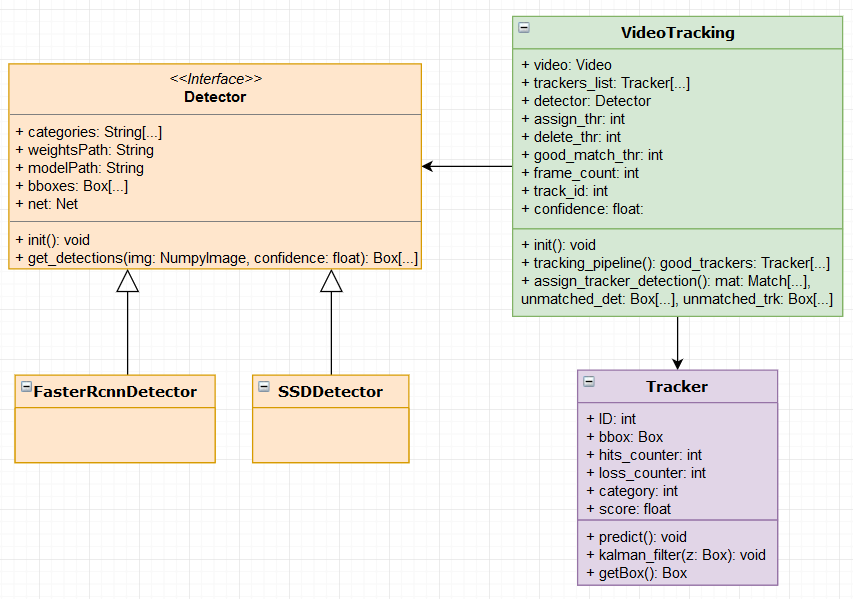 <<Interface>>
Detector
+ categories: String[...]
+ weightsPath: String
+ modelPath: String
+ bboxes: Box[...]
+ net: Net
+ init(): void
+ get_detections(img: NumpyImage, confidence: float): Box[...]
VideoTracking
+ video: Video
+ trackers_list: Tracker[...]
+ detector: Detector
+ assign_thr: int
+ delete_thr: int
+ good_match_thr: int
+ frame_count: int
+ track_id: int
+ confidence: float:
+ init(): void
+ tracking_pipeline(): good_trackers: Tracker[...]
+ assign_tracker_detection(): mat: Match[...],
unmatched_det: Box[...], unmatched_trk: Box[...]
FasterRcnnDetector
SSDDetector
Tracker
+ ID: int
+ bbox: Box
+ hits_counter: int
+ loss_counter: int
+ category: int
+ score: float
+ predict(): void
+ kalman_filter(z: Box): void
+ getBox(): Box